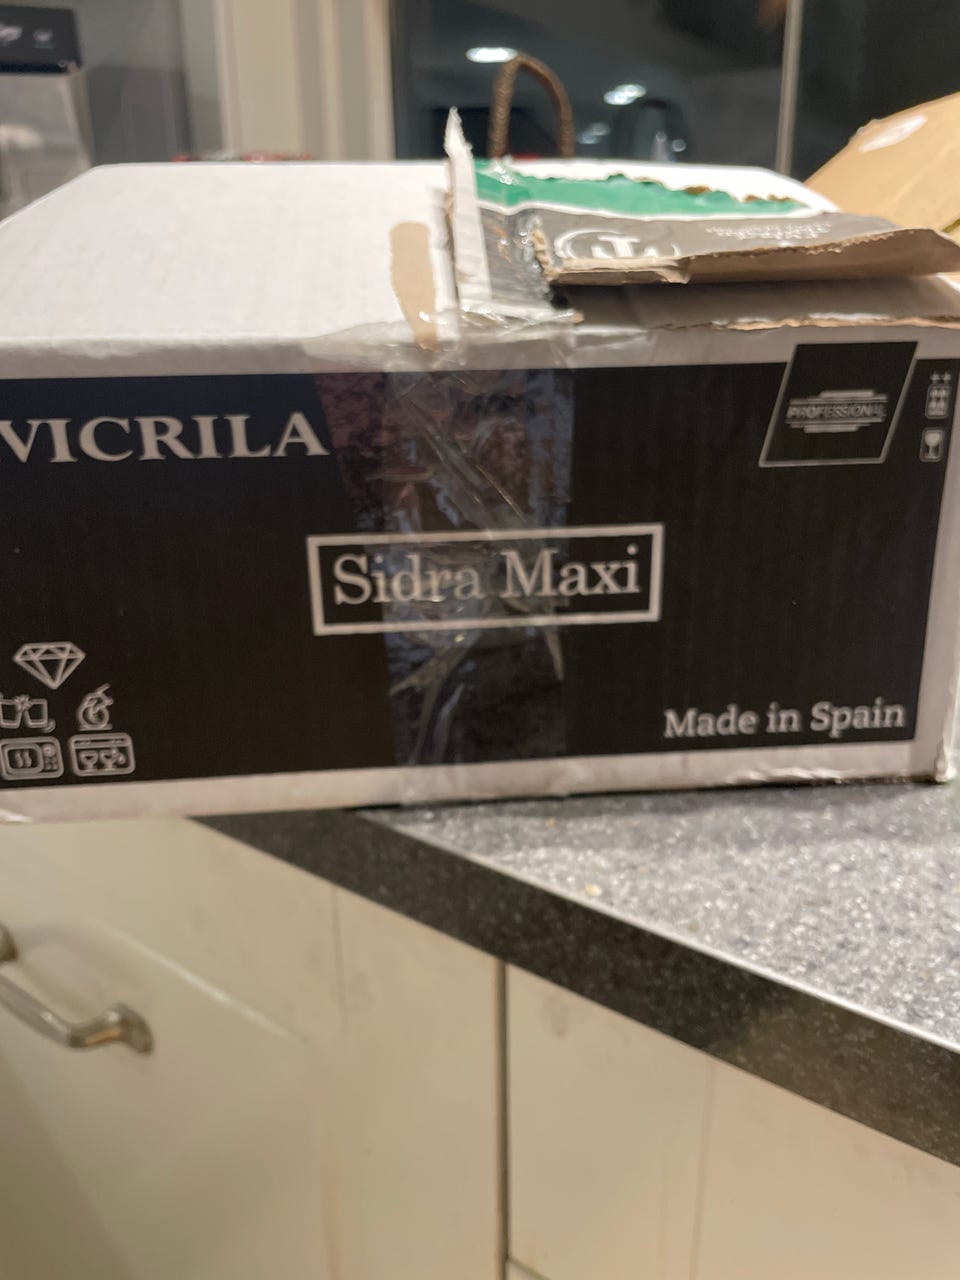 VICRILA
PROFESSIONAL
Sidra Maxi
Made in Spain